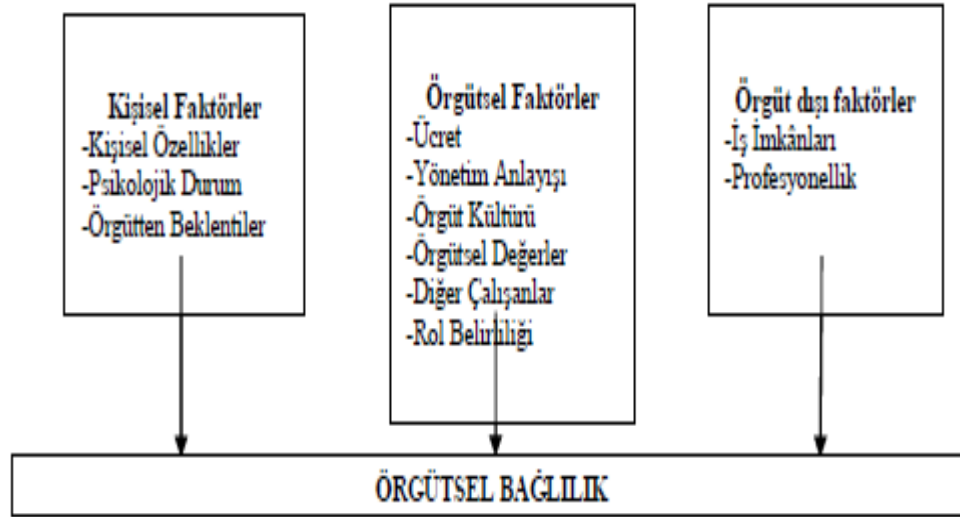 Kişisel Faktörler
-Kişisel Özellikler
-Psikolojik Durum
-Örgütten Beklentiler
Örgütsel Faktörler
-Ücret
-Yönetim Anlayışı
-Örgüt Kültürü
-Örgütsel Değerler
-Diğer Çalışanlar
-Rol Belirliliği
Örgüt dışı faktörler
-İş İmkânları
-Profesyonellik
ÖRGÜTSEL BAĞLILIK